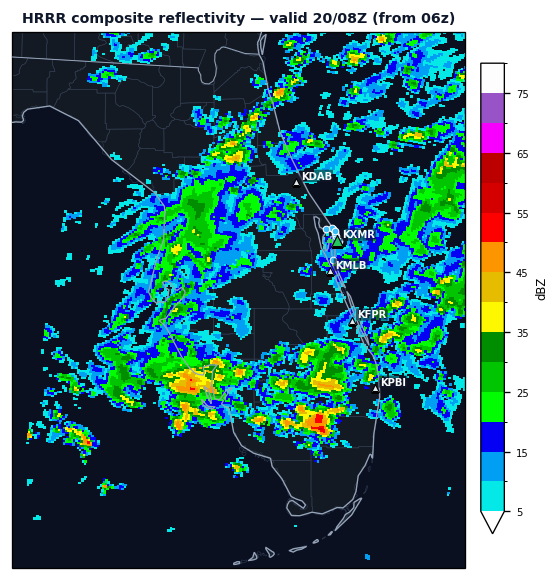 HRRR composite reflectivity — valid 20/08Z (from 06z)
KDAB
KXMR
KMLB
KFPR
KPBI
75
65
55
45
35
25
15
5
dBZ